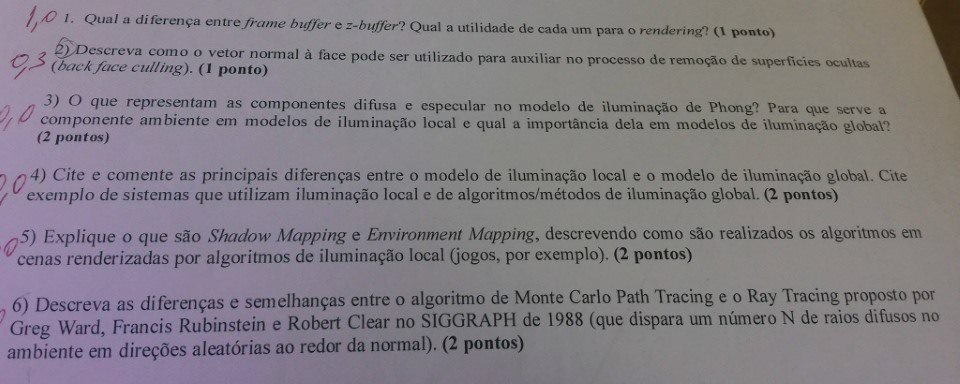 1,0 1. Qual a diferença entre frame buffer e z-buffer? Qual a utilidade de cada um para o rendering? (1 ponto)
0,3 2) Descreva como o vetor normal à face pode ser utilizado para auxiliar no processo de remoção de superfícies ocultas
(back face culling). (1 ponto)
3) O que representam as componentes difusa e especular no modelo de iluminação de Phong? Para que serve a
componente ambiente em modelos de iluminação local e qual a importância dela em modelos de iluminação global?
(2 pontos)
4) Cite e comente as principais diferenças entre o modelo de iluminação local e o modelo de iluminação global. Cite
exemplo de sistemas que utilizam iluminação local e de algoritmos/métodos de iluminação global. (2 pontos)
5) Explique o que são Shadow Mapping e Environment Mapping, descrevendo como são realizados os algoritmos em
cenas renderizadas por algoritmos de iluminação local (jogos, por exemplo). (2 pontos)
6) Descreva as diferenças e semelhanças entre o algoritmo de Monte Carlo Path Tracing e o Ray Tracing proposto por
Greg Ward, Francis Rubinstein e Robert Clear no SIGGRAPH de 1988 (que dispara um número N de raios difusos no
ambiente em direções aleatórias ao redor da normal). (2 pontos)